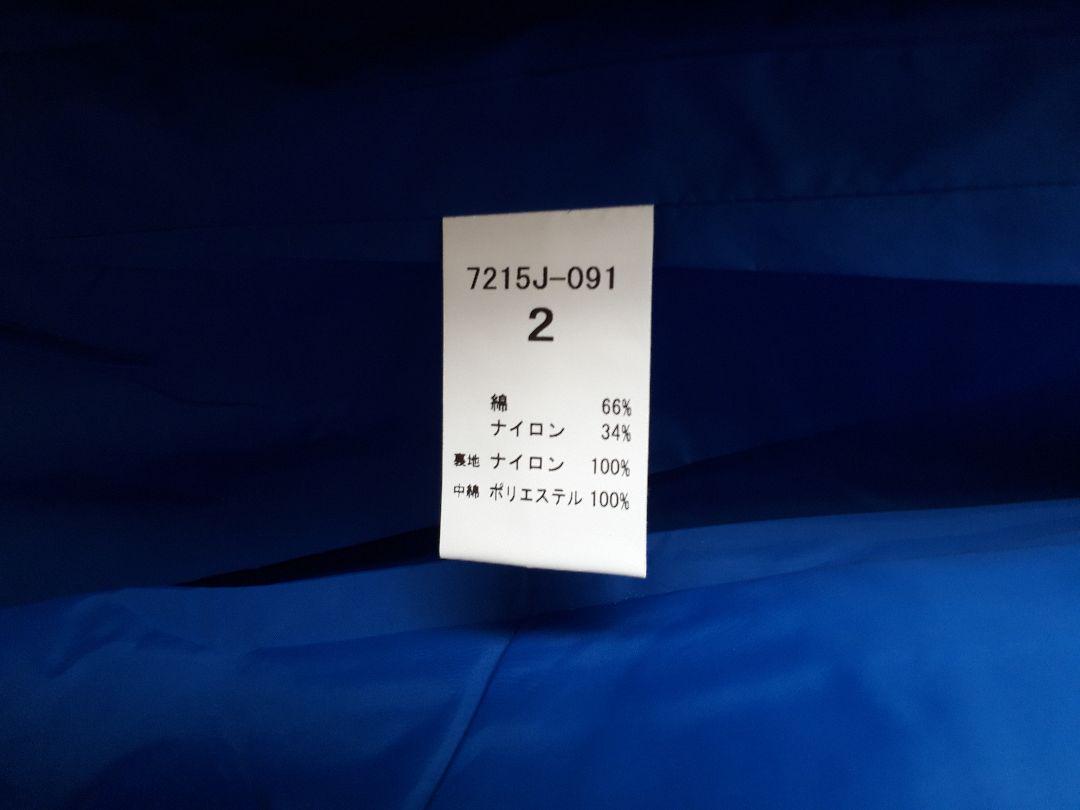 7215J-091
2
綿 66%
ナイロン 34%
裏地 ナイロン 100%
中綿 ポリエステル 100%